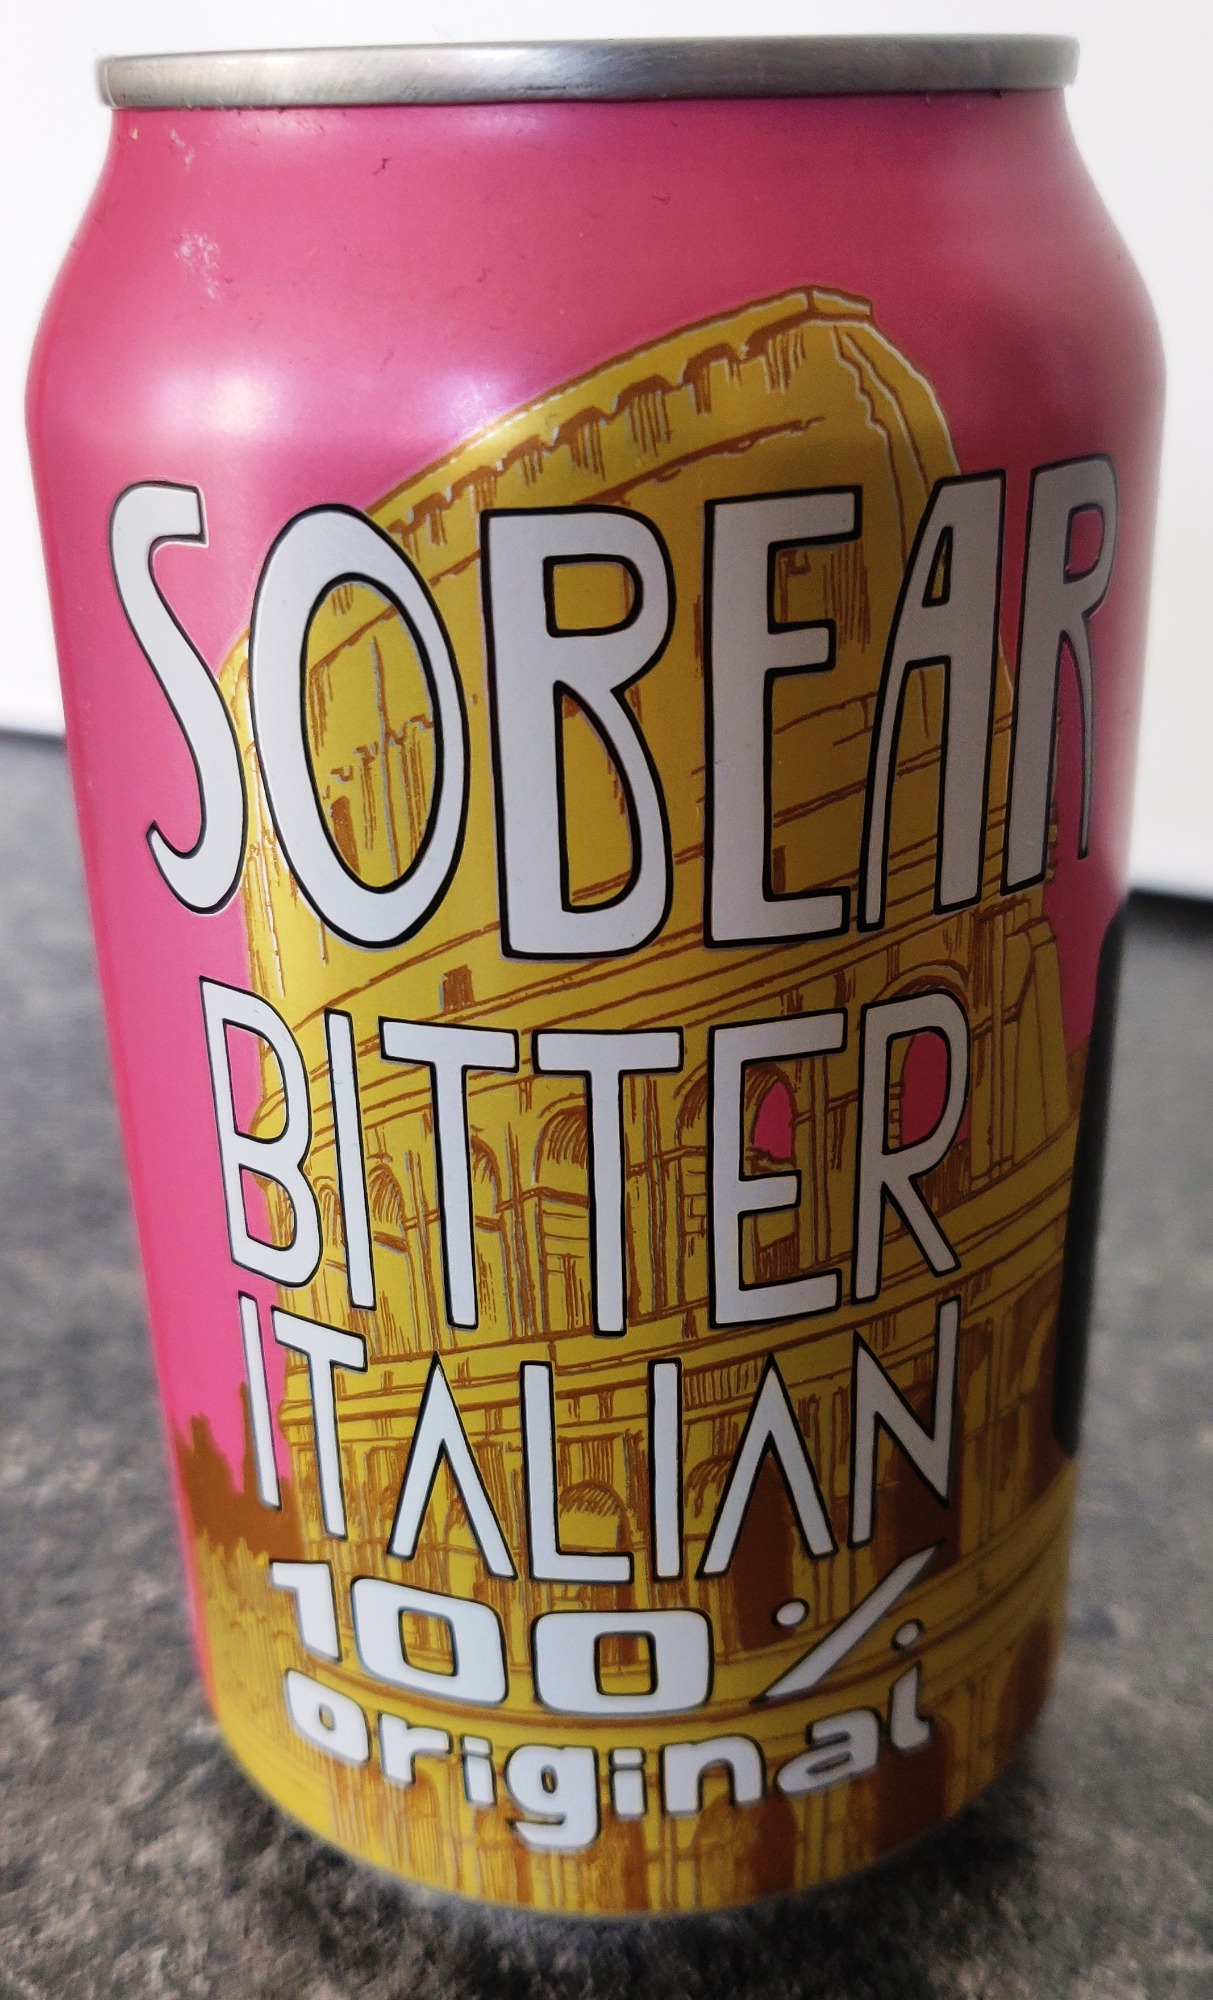 SOBEAR
BITTER
ITALIAN
100%
original